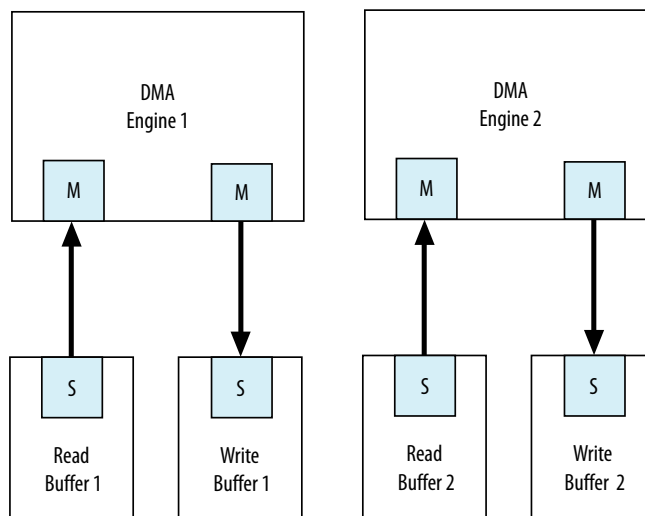 DMA
Engine 1
DMA
Engine 2
M
M
M
M
S
S
S
S
Read
Buffer 1
Write
Buffer 1
Read
Buffer 2
Write
Buffer 2